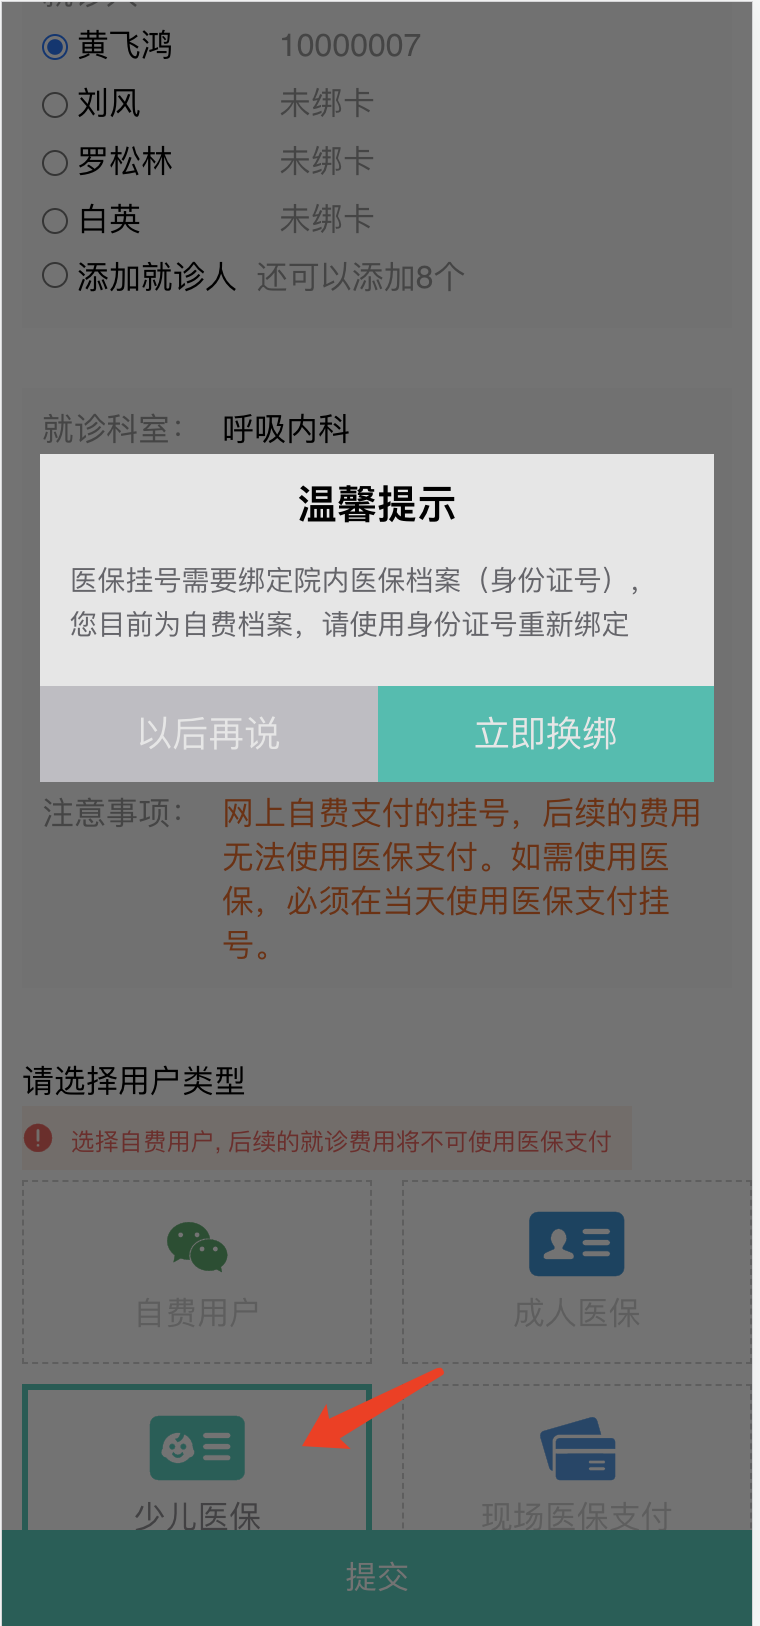 黄飞鸿 10000007
刘风 未绑卡
罗松林 未绑卡
白英 未绑卡
添加就诊人 还可以添加8个
就诊科室： 呼吸内科
温馨提示
医保挂号需要绑定院内医保档案（身份证号），
您目前为自费档案，请使用身份证号重新绑定
以后再说 立即换绑
注意事项： 网上自费支付的挂号，后续的费用
无法使用医保支付。如需使用医
保，必须在当天使用医保支付挂
号。
请选择用户类型
选择自费用户, 后续的就诊费用将不可使用医保支付
自费用户 成人医保
少儿医保 现场医保支付
提交